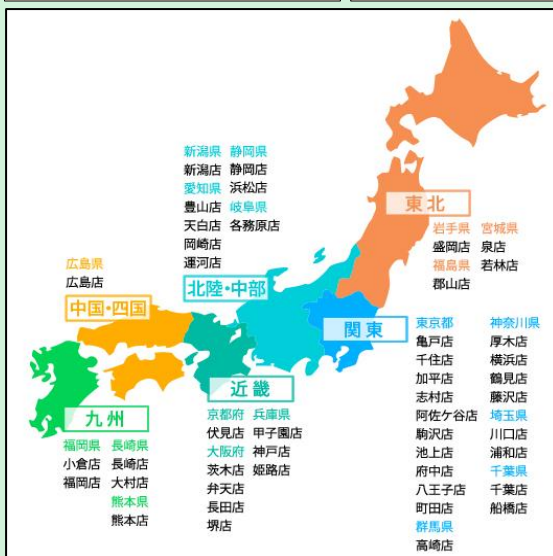 新潟県 静岡県
新潟店 静岡店
愛知県 浜松店
豊山店 岐阜県
天白店 各務原店
岡崎店
運河店
北陸・中部
東北
岩手県 宮城県
盛岡店 泉店
福島県 若林店
郡山店
広島県
広島店
中国・四国
関東
東京都 神奈川県
亀戸店 厚木店
千住店 横浜店
加平店 鶴見店
志村店 藤沢店
阿佐ケ谷店 埼玉県
駒沢店 川口店
池上店 浦和店
府中店 千葉県
八王子店 千葉店
町田店 船橋店
群馬県
高崎店
近畿
京都府 兵庫県
伏見店 甲子園店
大阪府 神戸店
茨木店 姫路店
弁天店
長田店
堺店
九州
福岡県 長崎県
小倉店 長崎店
福岡店 大村店
熊本県
熊本店